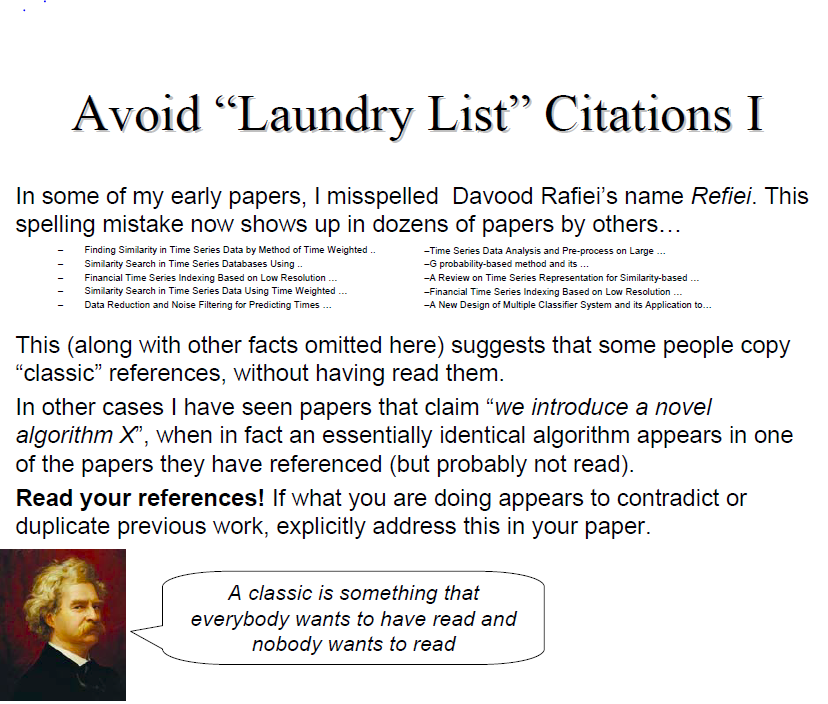 Avoid “Laundry List” Citations I
In some of my early papers, I misspelled Davood Rafiei’s name Refiei. This
spelling mistake now shows up in dozens of papers by others…
– Finding Similarity in Time Series Data by Method of Time Weighted ..
– Similarity Search in Time Series Databases Using ..
– Financial Time Series Indexing Based on Low Resolution …
– Similarity Search in Time Series Data Using Time Weighted …
– Data Reduction and Noise Filtering for Predicting Times …
–Time Series Data Analysis and Pre-process on Large …
–G probability-based method and its …
–A Review on Time Series Representation for Similarity-based …
–Financial Time Series Indexing Based on Low Resolution …
–A New Design of Multiple Classifier System and its Application to…
This (along with other facts omitted here) suggests that some people copy
“classic” references, without having read them.
In other cases I have seen papers that claim “we introduce a novel
algorithm X”, when in fact an essentially identical algorithm appears in one
of the papers they have referenced (but probably not read).
Read your references! If what you are doing appears to contradict or
duplicate previous work, explicitly address this in your paper.
A classic is something that
everybody wants to have read and
nobody wants to read